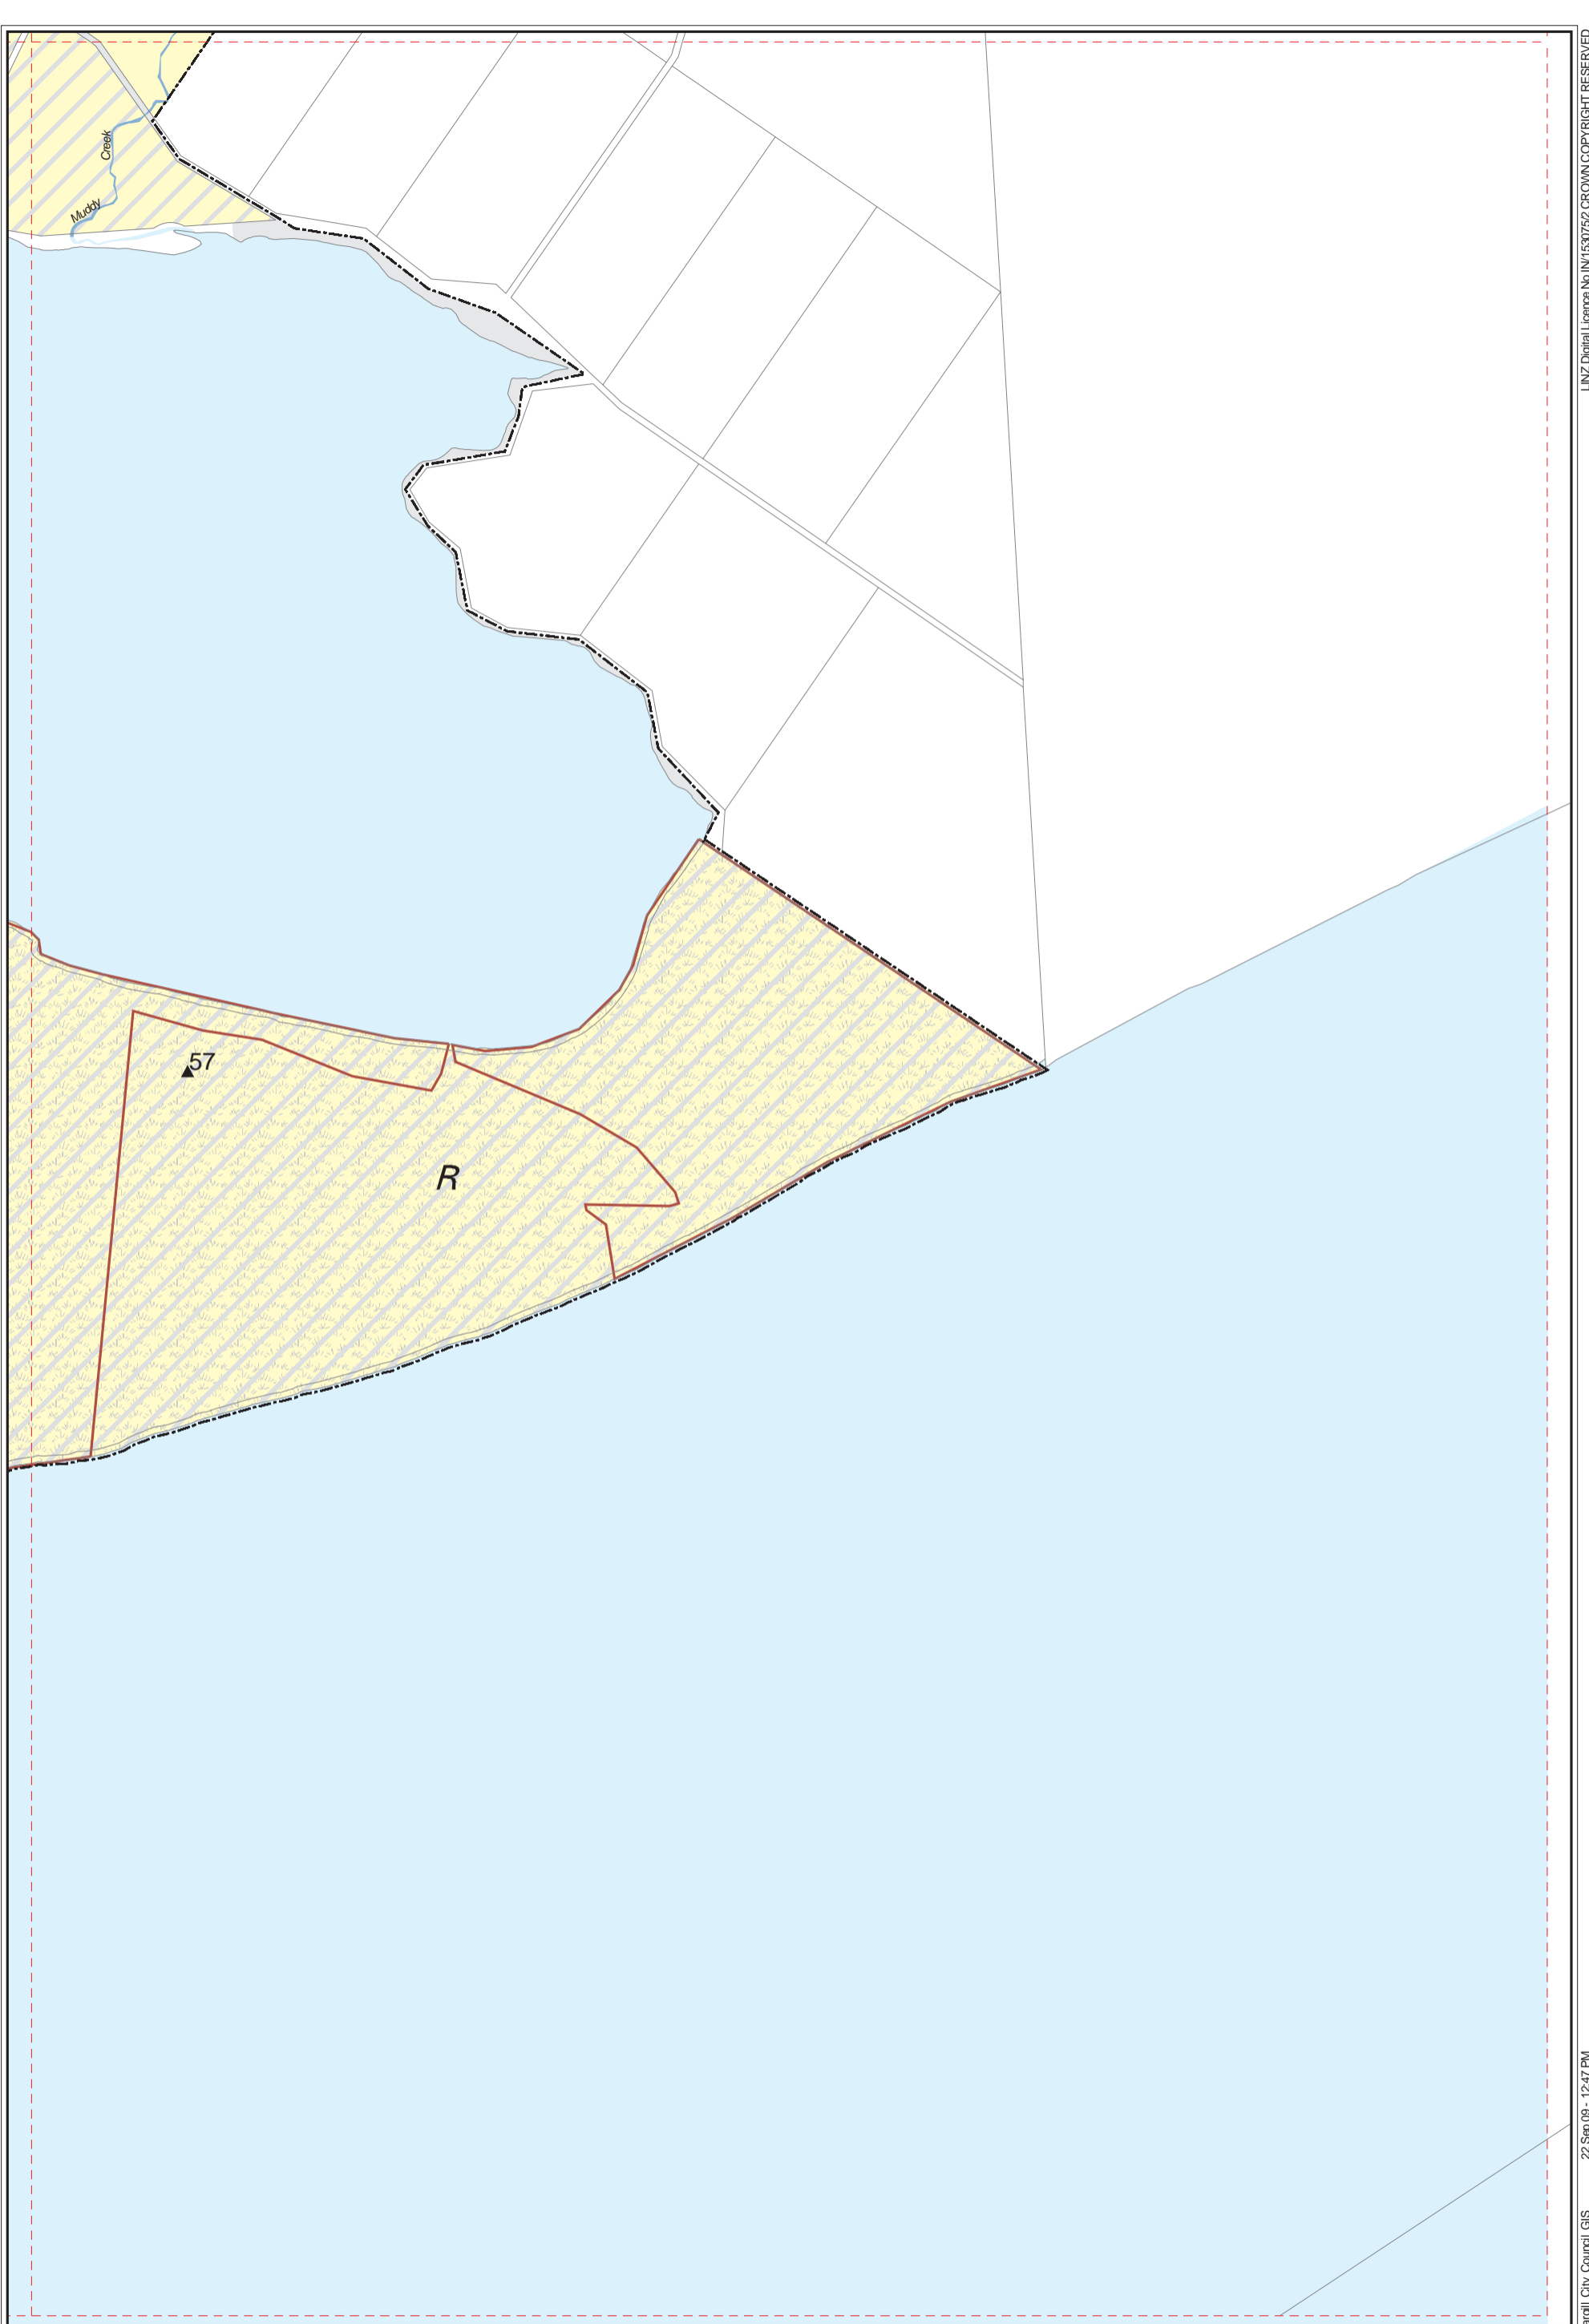 Creek
Muddy
57
R
LINZ Digital Licence No IN/153075/2 CROWN COPYRIGHT RESERVED
22 Sep 09 - 12:47 PM
City Council GIS